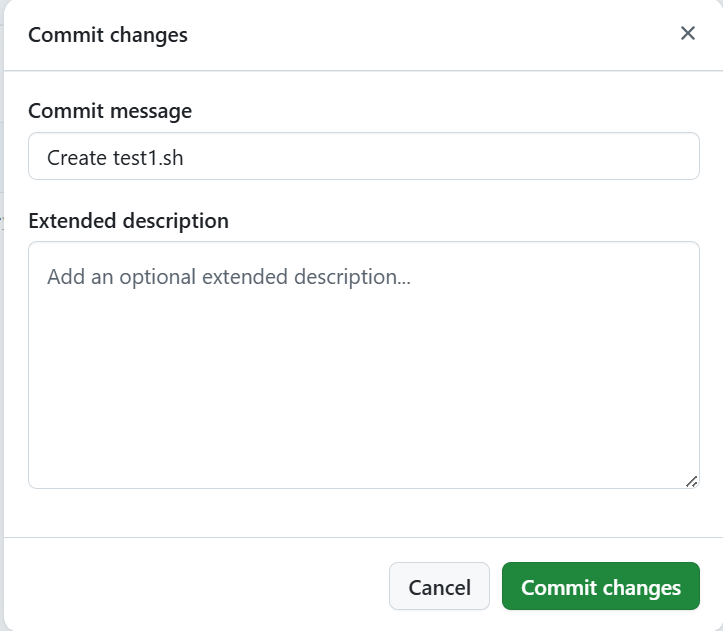 Commit changes
Commit message
Create test1.sh
Extended description
Add an optional extended description...
Cancel
Commit changes